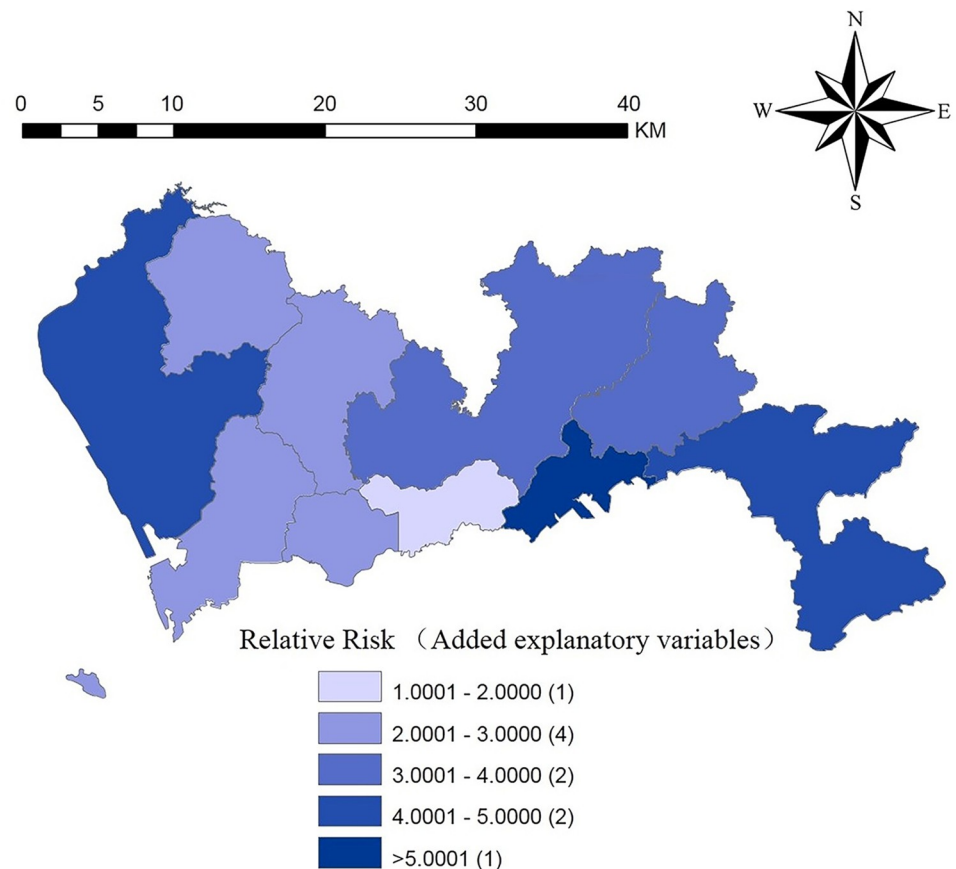 N
0 5 10 20 30 40
KM
W E
S
Relative Risk （Added explanatory variables）
1.0001 - 2.0000 (1)
2.0001 - 3.0000 (4)
3.0001 - 4.0000 (2)
4.0001 - 5.0000 (2)
>5.0001 (1)